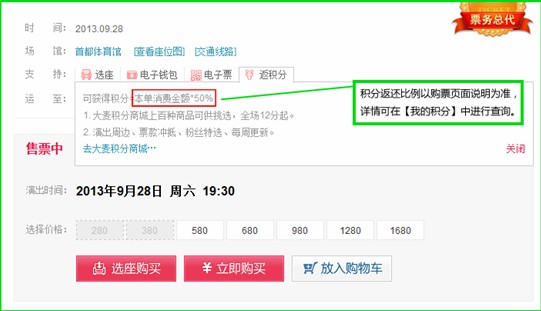 TICKET
票务总代
时 间： 2013.09.28
场 馆： 首都体育馆 [查看座位图] [交通线路]
支 持： 选座 电子钱包 电子票 返积分
运 至： 可获得积分=本单消费金额*50%
1. 大麦积分商城上百种商品可供挑选，全场12分起。
2. 演出周边、票款冲抵、粉丝特选、每周更新。
去大麦积分商城… 关闭
积分返还比例以购票页面说明为准，
详情可在【我的积分】中进行查询。
售票中
演出时间： 2013年9月28日 周六 19:30
选择价格： 280 380 580 680 980 1280 1680
选座购买 ¥ 立即购买 放入购物车